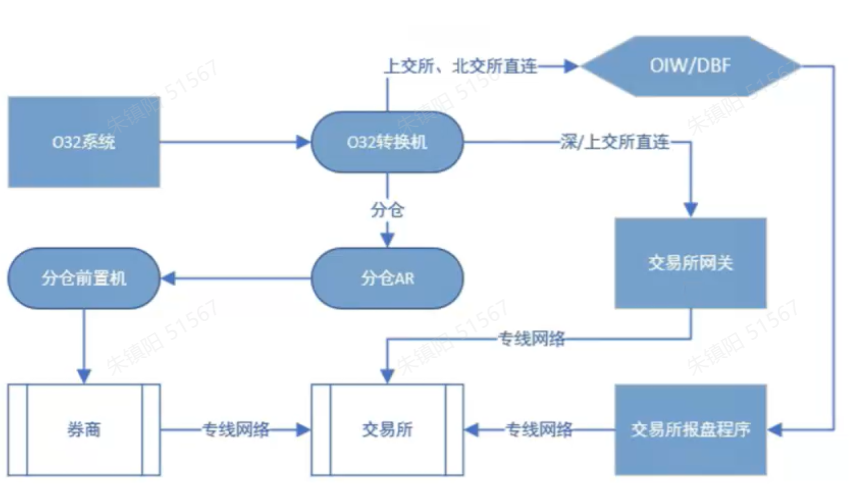 上交所、北交所直连
OIW/DBF
O32系统
O32转换机
深/上交所直连
分仓
分仓前置机
分仓AR
交易所网关
专线网络
券商
专线网络
交易所
专线网络
交易所报盘程序
朱镇阳 51567
朱镇阳 51567
朱镇阳 51567
朱镇阳 51567
朱镇阳 51567
朱镇阳 51567